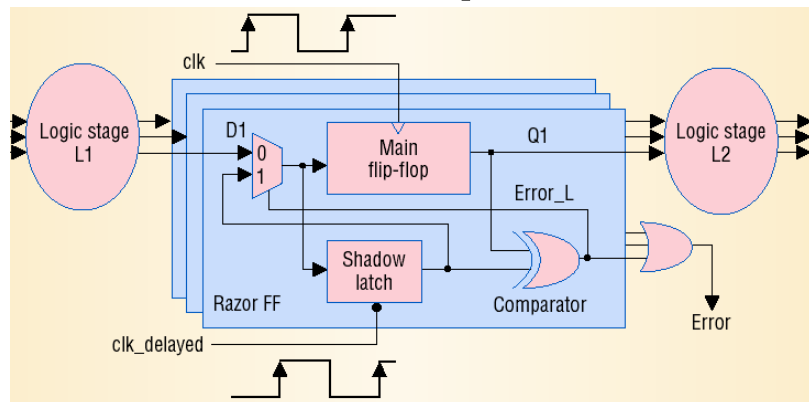 clk
Logic stage
L1
D1
0
1
Main
flip-flop
Q1
Logic stage
L2
Error_L
Shadow
latch
Razor FF
Comparator
Error
clk_delayed